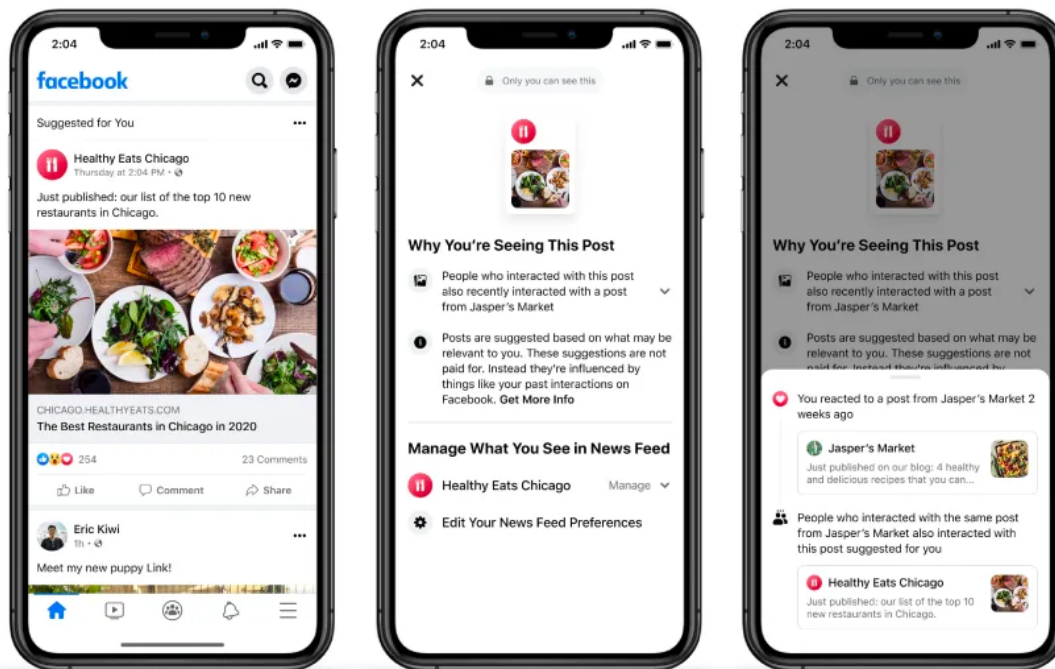 2:04
facebook
Suggested for You
Healthy Eats Chicago
Thursday at 2:04 PM •
Just published: our list of the top 10 new
restaurants in Chicago.
CHICAGO.HEALTHYEATS.COM
The Best Restaurants in Chicago in 2020
254
23 Comments
Like
Comment
Share
Eric Kiwi
1h •
Meet my new puppy Link!
2:04
Only you can see this
Why You're Seeing This Post
People who interacted with this post
also recently interacted with a post
from Jasper's Market
Posts are suggested based on what may be
relevant to you. These suggestions are not
paid for. Instead they're influenced by
things like your past interactions on
Facebook. Get More Info
Manage What You See in News Feed
Healthy Eats Chicago
Manage
Edit Your News Feed Preferences
2:04
Only you can see this
Why You're Seeing This Post
People who interacted with this post
also recently interacted with a post
from Jasper's Market
Posts are suggested based on what may be
relevant to you. These suggestions are not
paid for. Instead they're influenced by
You reacted to a post from Jasper's Market 2
weeks ago
Jasper's Market
Just published on our blog: 4 healthy
and delicious recipes that you can...
People who interacted with the same post
from Jasper's Market also interacted with
this post suggested for you
Healthy Eats Chicago
Just published: our list of the top 10
new restaurants in Chicago.